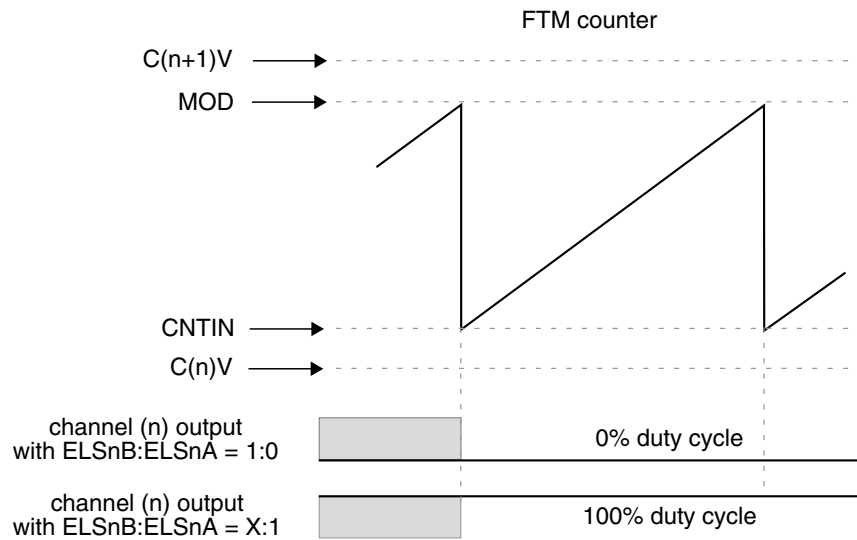 FTM counter
C(n+1)V
MOD
CNTIN
C(n)V
channel (n) output
with ELSnB:ELSnA = 1:0
0% duty cycle
channel (n) output
with ELSnB:ELSnA = X:1
100% duty cycle